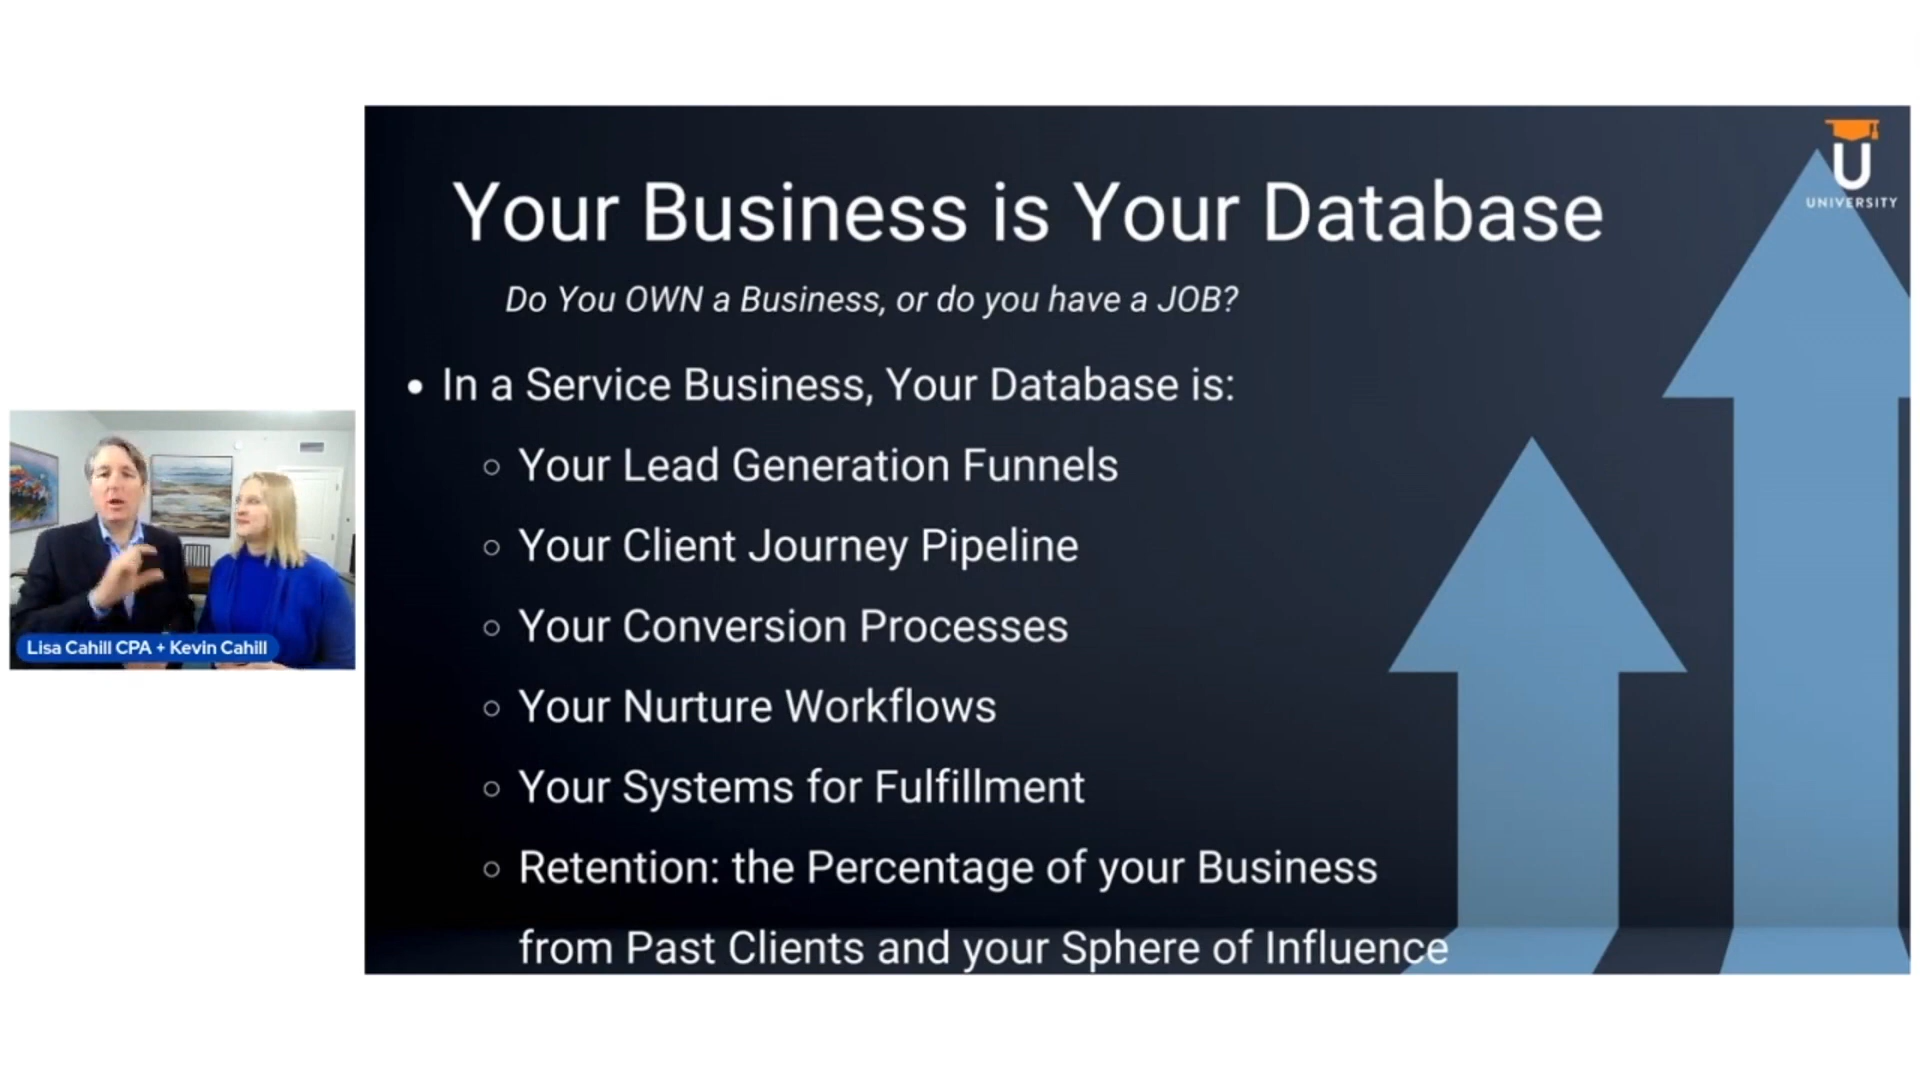 U
UNIVERSITY
Your Business is Your Database
Do You OWN a Business, or do you have a JOB?
• In a Service Business, Your Database is:
○ Your Lead Generation Funnels
○ Your Client Journey Pipeline
○ Your Conversion Processes
○ Your Nurture Workflows
○ Your Systems for Fulfillment
○ Retention: the Percentage of your Business
from Past Clients and your Sphere of Influence
Lisa Cahill CPA + Kevin Cahill